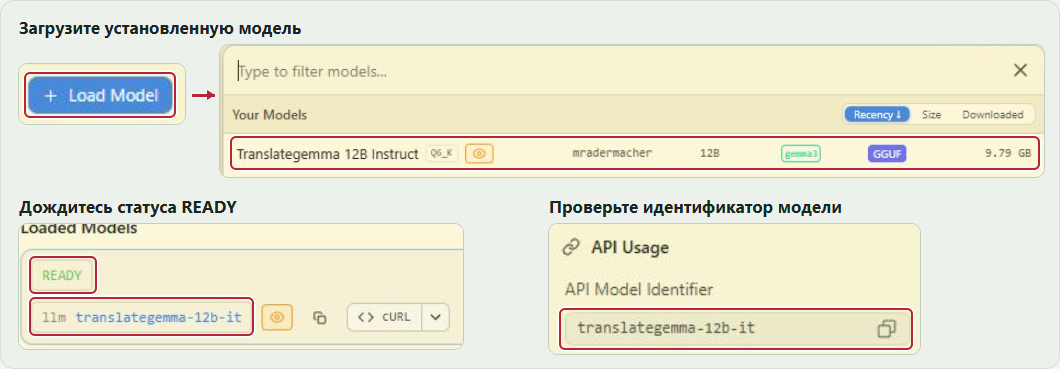 Загрузите установленную модель
+ Load Model
Type to filter models...
Your Models
Recency ↓ Size Downloaded
Translategemma 12B Instruct Q6_K mradermacher 12B gemma3 GGUF 9.79 GB
Дождитесь статуса READY
Loaded Models
READY
llm translategemma-12b-it cURL
Проверьте идентификатор модели
API Usage
API Model Identifier
translategemma-12b-it